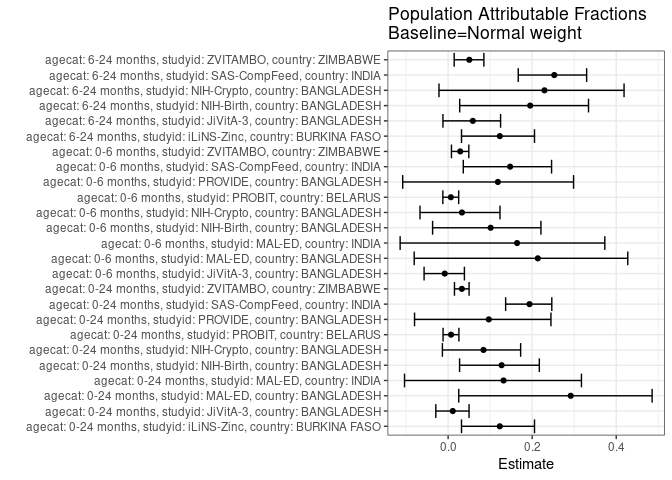 Population Attributable Fractions
Baseline=Normal weight
agecat: 6-24 months, studyid: ZVITAMBO, country: ZIMBABWE
agecat: 6-24 months, studyid: SAS-CompFeed, country: INDIA
agecat: 6-24 months, studyid: NIH-Crypto, country: BANGLADESH
agecat: 6-24 months, studyid: NIH-Birth, country: BANGLADESH
agecat: 6-24 months, studyid: JiVitA-3, country: BANGLADESH
agecat: 6-24 months, studyid: iLiNS-Zinc, country: BURKINA FASO
agecat: 0-6 months, studyid: ZVITAMBO, country: ZIMBABWE
agecat: 0-6 months, studyid: SAS-CompFeed, country: INDIA
agecat: 0-6 months, studyid: PROVIDE, country: BANGLADESH
agecat: 0-6 months, studyid: PROBIT, country: BELARUS
agecat: 0-6 months, studyid: NIH-Crypto, country: BANGLADESH
agecat: 0-6 months, studyid: NIH-Birth, country: BANGLADESH
agecat: 0-6 months, studyid: MAL-ED, country: INDIA
agecat: 0-6 months, studyid: MAL-ED, country: BANGLADESH
agecat: 0-6 months, studyid: JiVitA-3, country: BANGLADESH
agecat: 0-24 months, studyid: ZVITAMBO, country: ZIMBABWE
agecat: 0-24 months, studyid: SAS-CompFeed, country: INDIA
agecat: 0-24 months, studyid: PROVIDE, country: BANGLADESH
agecat: 0-24 months, studyid: PROBIT, country: BELARUS
agecat: 0-24 months, studyid: NIH-Crypto, country: BANGLADESH
agecat: 0-24 months, studyid: NIH-Birth, country: BANGLADESH
agecat: 0-24 months, studyid: MAL-ED, country: INDIA
agecat: 0-24 months, studyid: MAL-ED, country: BANGLADESH
agecat: 0-24 months, studyid: JiVitA-3, country: BANGLADESH
agecat: 0-24 months, studyid: iLiNS-Zinc, country: BURKINA FASO
0.0 0.2 0.4
Estimate